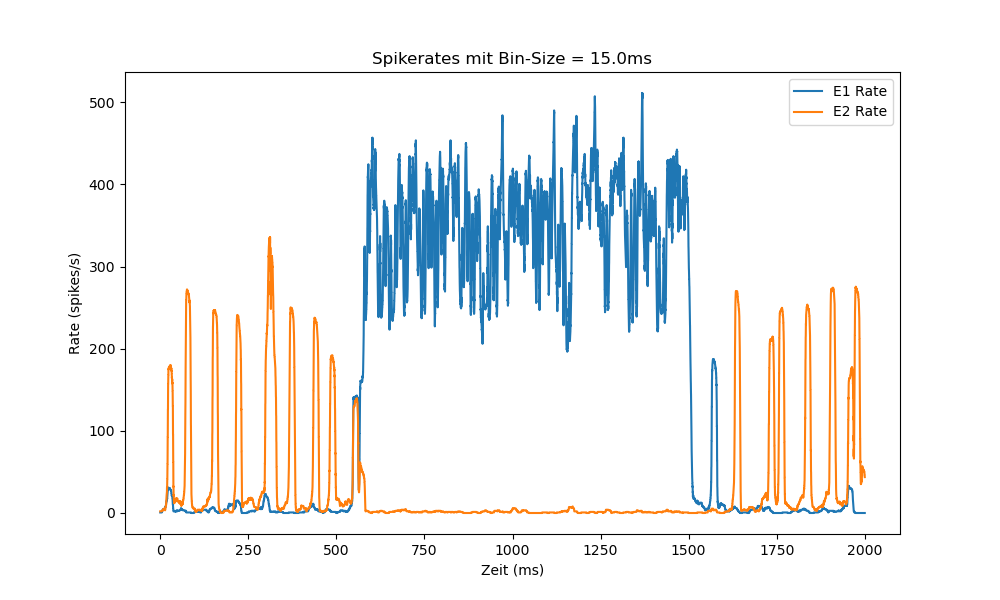 Spikerates mit Bin-Size = 15.0ms
E1 Rate
E2 Rate
Rate (spikes/s)
500
400
300
200
100
0
0 250 500 750 1000 1250 1500 1750 2000
Zeit (ms)